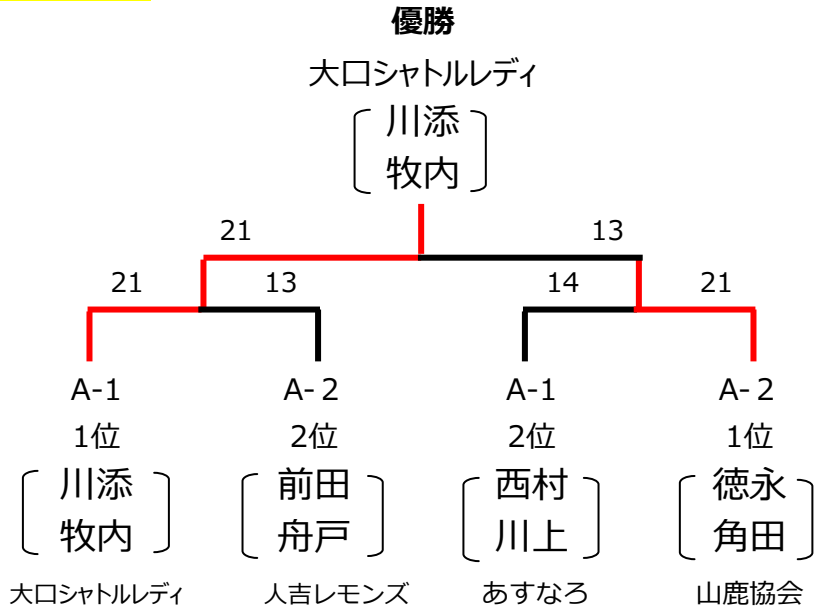 優勝
大口シャトルレディ
川添
牧内
21 13
21 13 14 21
A-1 A-２ A-1 A-２
1位 2位 2位 1位
川添 前田 西村 徳永
牧内 舟戸 川上 角田
大口シャトルレディ 人吉レモンズ あすなろ 山鹿協会